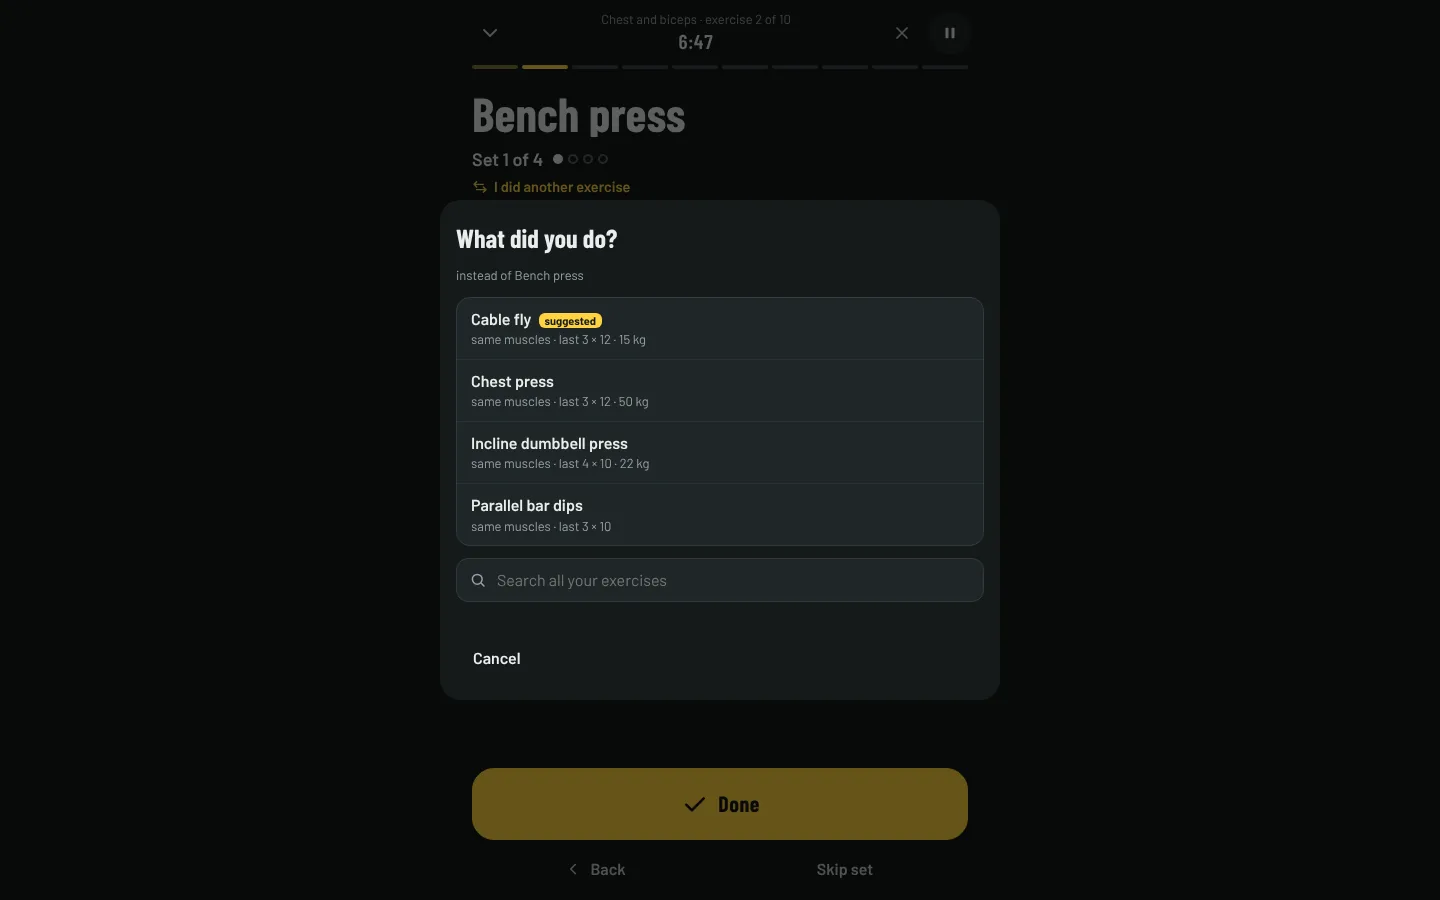 Chest and biceps · exercise 2 of 10
6:47
Bench press
Set 1 of 4
I did another exercise
What did you do?
instead of Bench press
Cable fly suggested
same muscles · last 3 × 12 · 15 kg
Chest press
same muscles · last 3 × 12 · 50 kg
Incline dumbbell press
same muscles · last 4 × 10 · 22 kg
Parallel bar dips
same muscles · last 3 × 10
Search all your exercises
Cancel
Done
Back Skip set